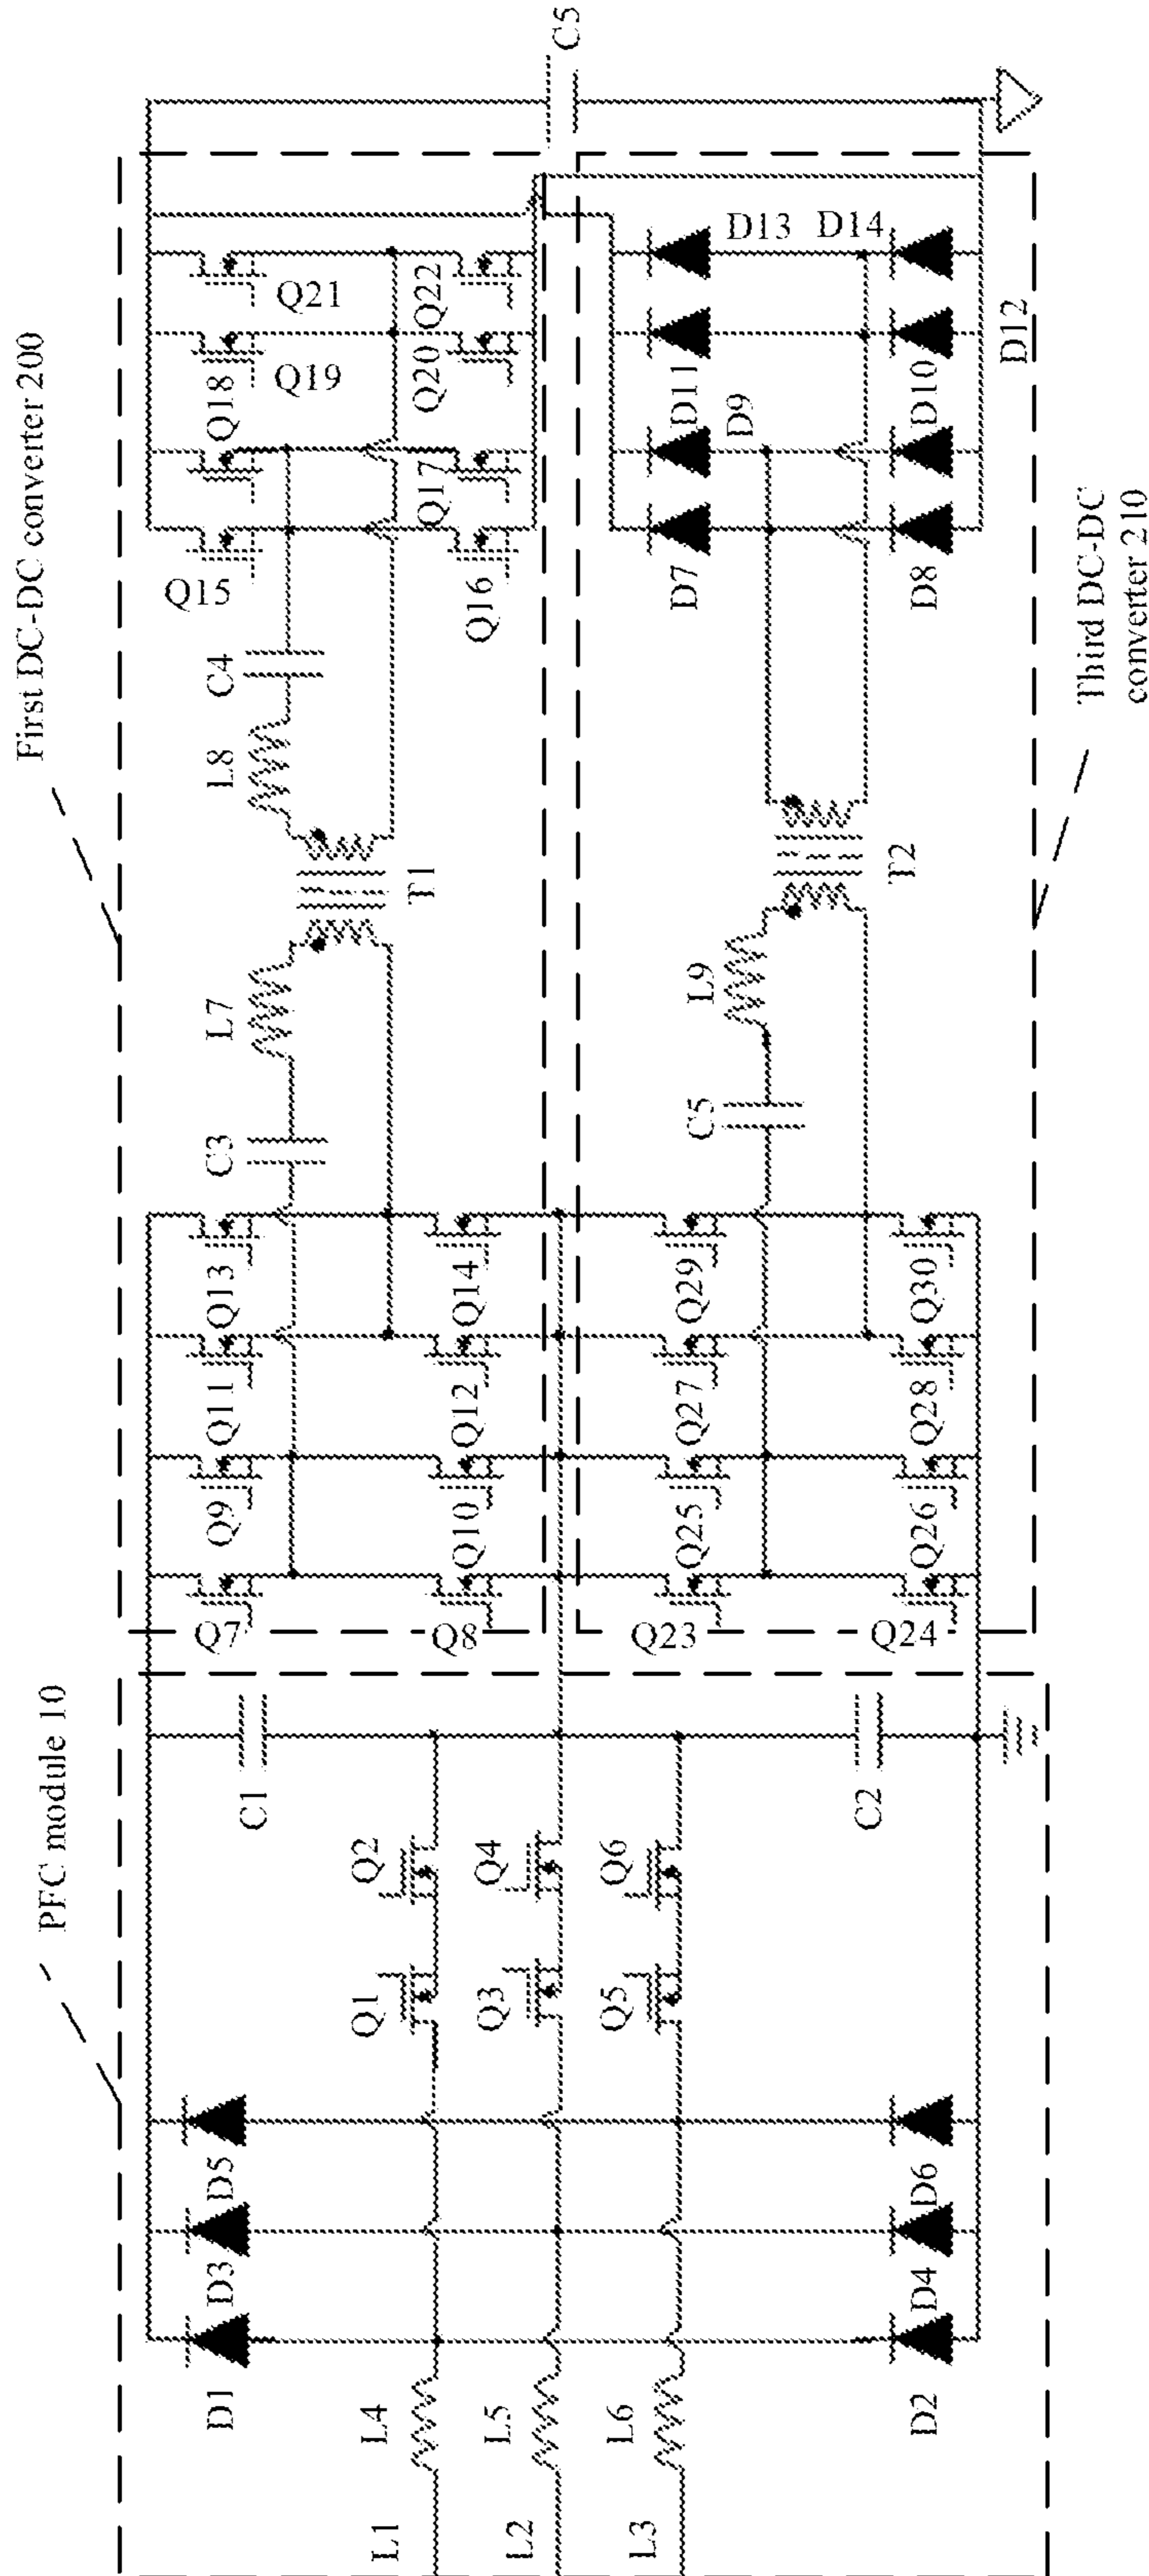 First DC-DC converter 200
PFC module 10
Third DC-DC
converter 210
L1
L2
L3
L4
L5
L6
D1
D3
D5
D2
D4
D6
Q1
Q2
Q3
Q4
Q5
Q6
C1
C2
Q7
Q9
Q11
Q13
Q8
Q10
Q12
Q14
Q23
Q25
Q27
Q29
Q24
Q26
Q28
Q30
C3
L7
T1
L8
C4
C5
L9
T2
Q15
Q18
Q19
Q21
Q16
Q17
Q20
Q22
D7
D9
D11
D13
D14
D8
D10
D12
C5